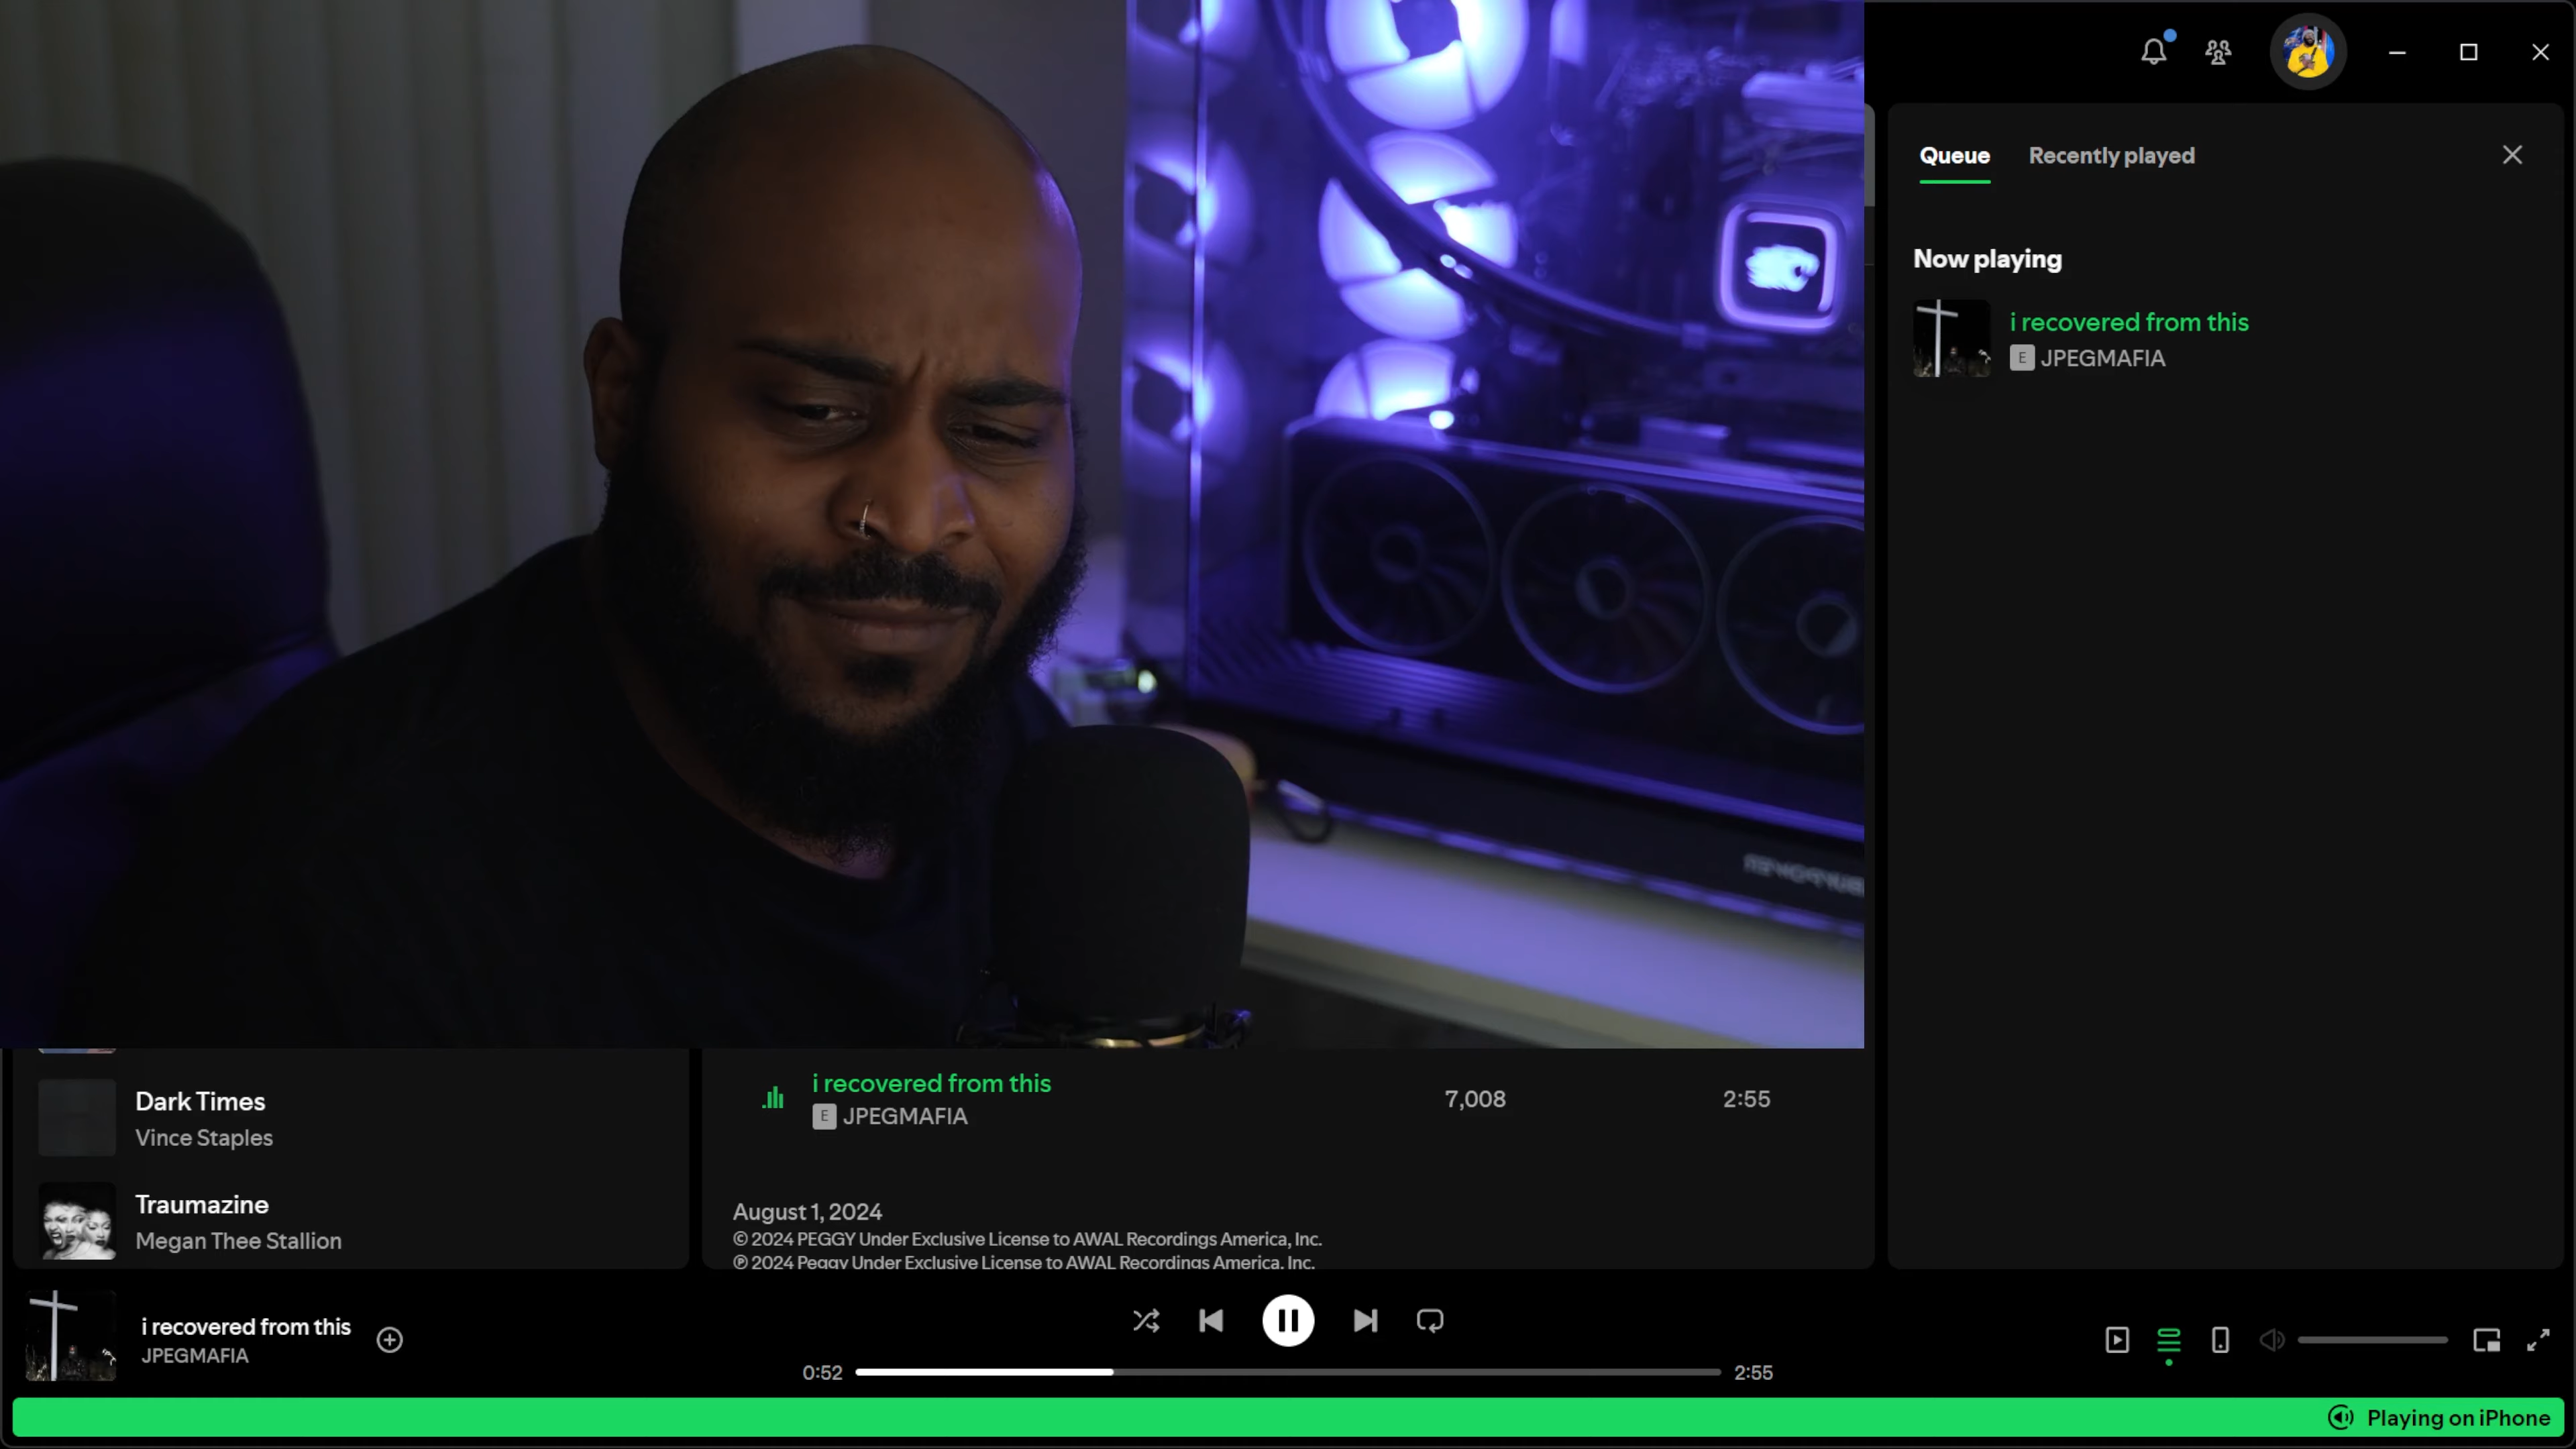 Queue
Recently played
Now playing
i recovered from this
E JPEGMAFIA
Dark Times
Vince Staples
Traumazine
Megan Thee Stallion
i recovered from this
E JPEGMAFIA
7,008
2:55
August 1, 2024
© 2024 PEGGY Under Exclusive License to AWAL Recordings America, Inc.
℗ 2024 Peggy Under Exclusive License to AWAL Recordings America, Inc.
i recovered from this
JPEGMAFIA
0:52
2:55
Playing on iPhone